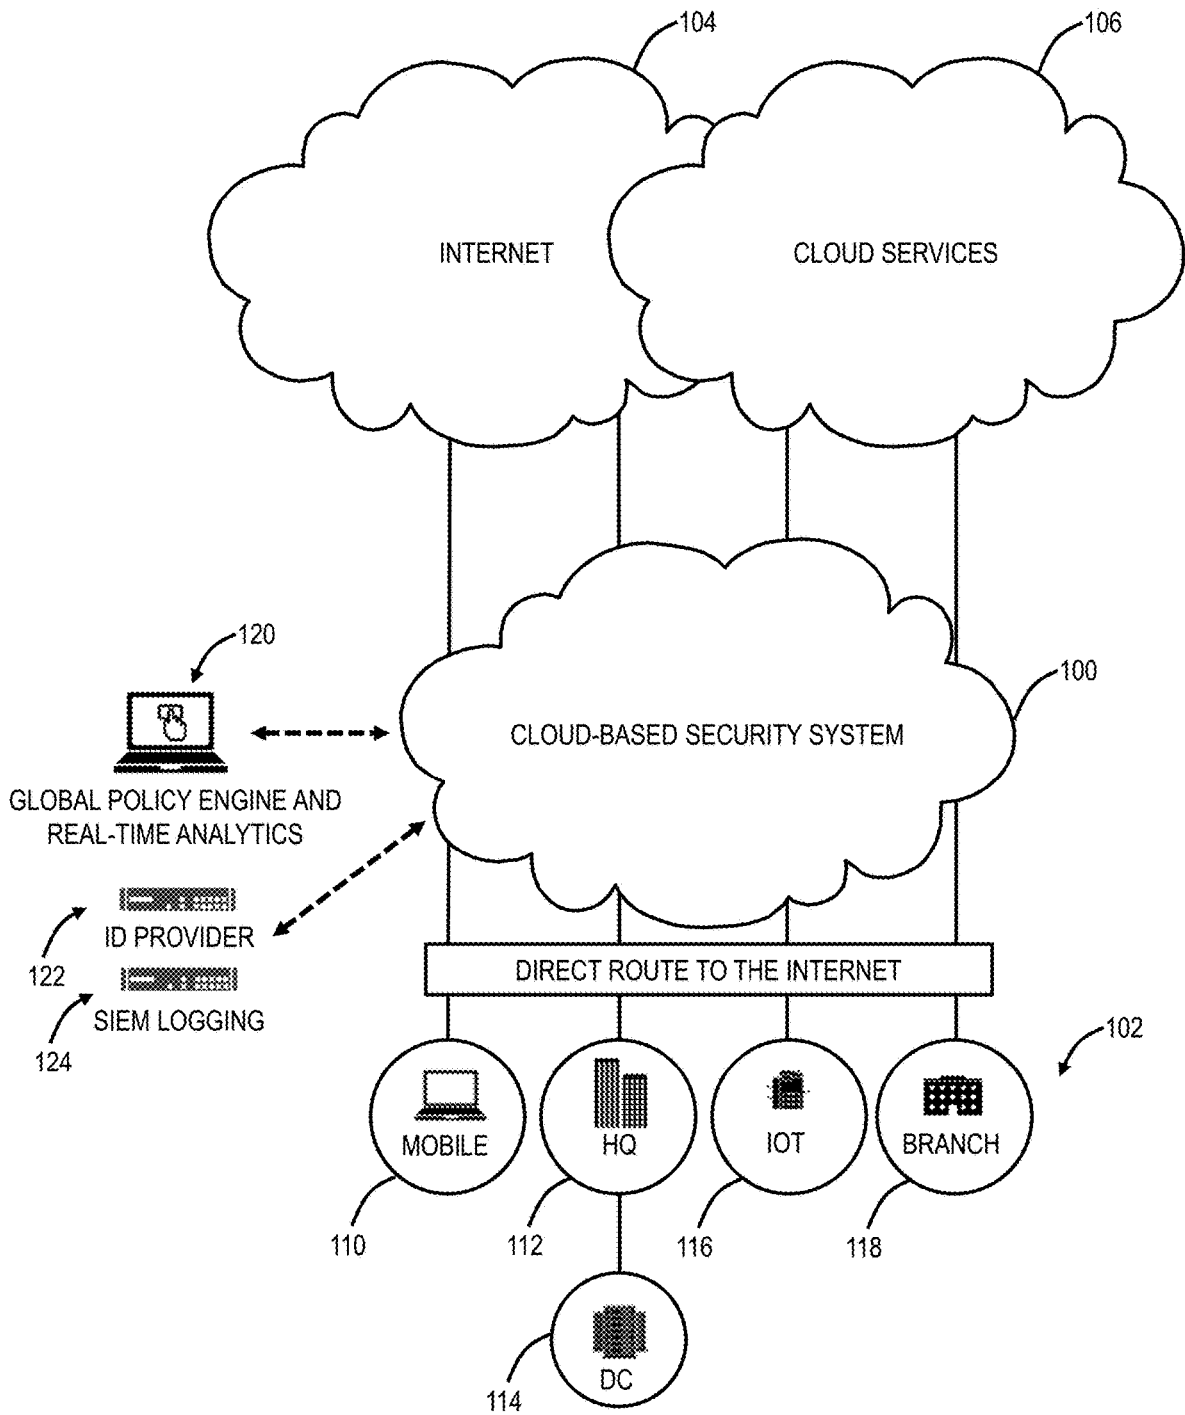 104
106
INTERNET
CLOUD SERVICES
120
100
CLOUD-BASED SECURITY SYSTEM
GLOBAL POLICY ENGINE AND
REAL-TIME ANALYTICS
122
ID PROVIDER
DIRECT ROUTE TO THE INTERNET
124
SIEM LOGGING
102
MOBILE
HQ
IOT
BRANCH
110
112
116
118
DC
114